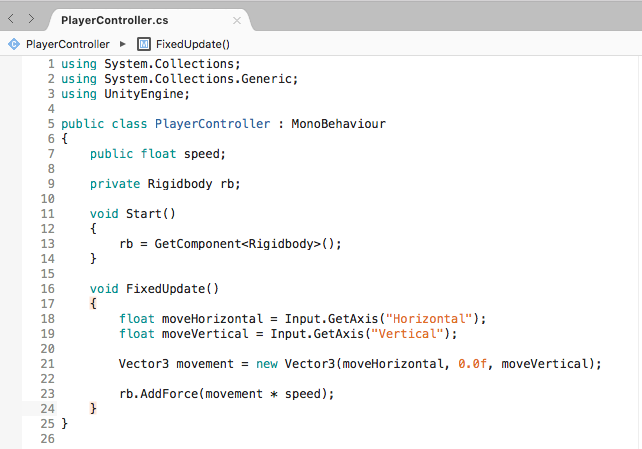 PlayerController.cs
PlayerController ▶ M FixedUpdate()
1 using System.Collections;
2 using System.Collections.Generic;
3 using UnityEngine;
4
5 public class PlayerController : MonoBehaviour
6 {
7     public float speed;
8
9     private Rigidbody rb;
10
11     void Start()
12     {
13         rb = GetComponent<Rigidbody>();
14     }
15
16     void FixedUpdate()
17     {
18         float moveHorizontal = Input.GetAxis("Horizontal");
19         float moveVertical = Input.GetAxis("Vertical");
20
21         Vector3 movement = new Vector3(moveHorizontal, 0.0f, moveVertical);
22
23         rb.AddForce(movement * speed);
24     }
25 }
26